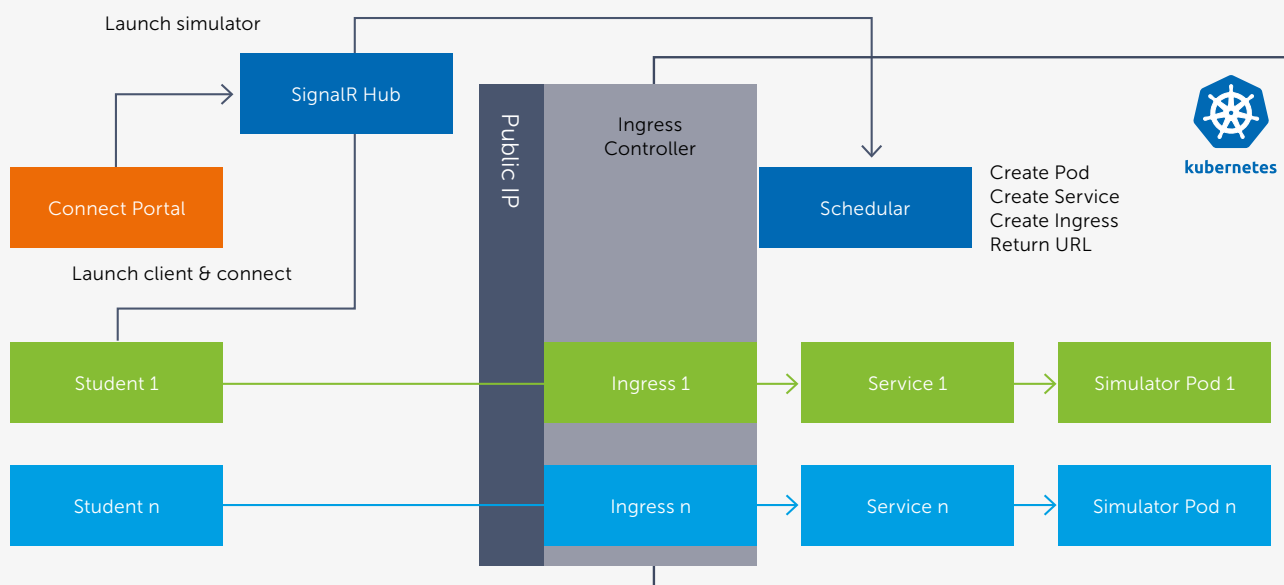 Launch simulator
SignalR Hub
Public IP
Ingress
Controller
kubernetes
Connect Portal
Schedular
Create Pod
Create Service
Create Ingress
Return URL
Launch client & connect
Student 1
Ingress 1
Service 1
Simulator Pod 1
Student n
Ingress n
Service n
Simulator Pod n